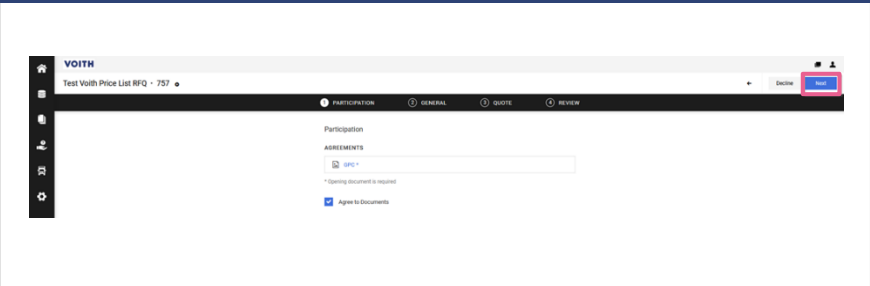 VOITH
Test Voith Price List RFQ · 757
Decline
Next
1 PARTICIPATION
2 GENERAL
3 QUOTE
4 REVIEW
Participation
AGREEMENTS
GPC *
* Opening document is required
Agree to Documents